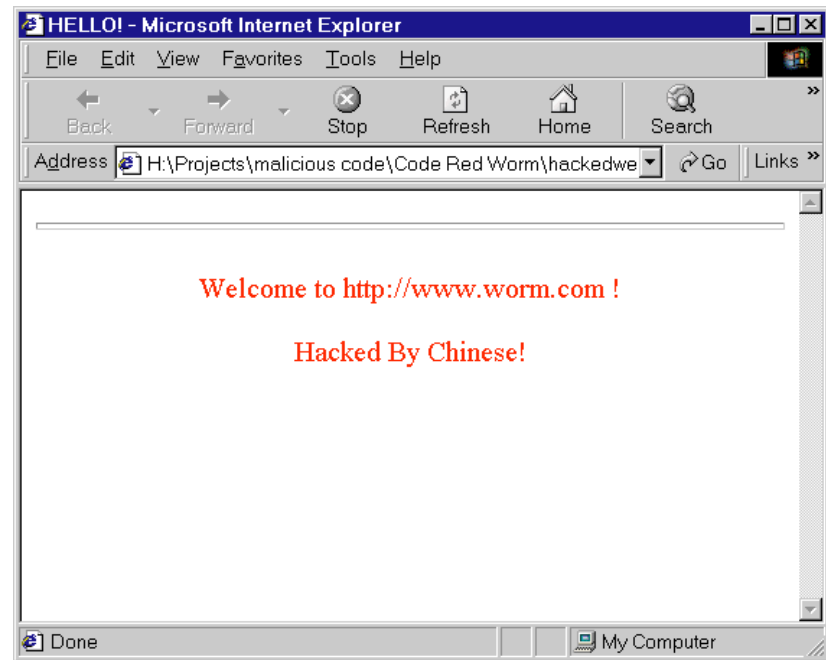 HELLO! - Microsoft Internet Explorer
File Edit View Favorites Tools Help
Back Forward Stop Refresh Home Search »
Address H:\Projects\malicious code\Code Red Worm\hackedwe Go Links »
Welcome to http://www.worm.com !
Hacked By Chinese!
Done My Computer